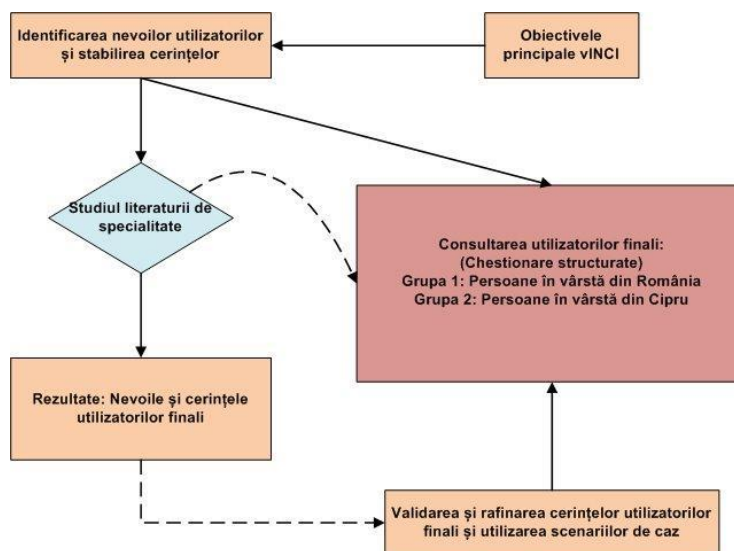 Identificarea nevoilor utilizatorilor
și stabilirea cerințelor
Obiectivele
principale vINCI
Studiul literaturii de
specialitate
Consultarea utilizatorilor finali:
(Chestionare structurate)
Grupa 1: Persoane în vârstă din România
Grupa 2: Persoane în vârstă din Cipru
Rezultate: Nevoile și cerințele
utilizatorilor finali
Validarea și rafinarea cerințelor utilizatorilor
finali și utilizarea scenariilor de caz